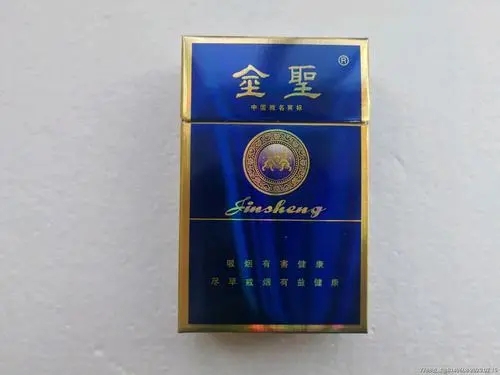 金聖 ®
中国驰名商标
Jinsheng
吸烟有害健康
尽早戒烟有益健康